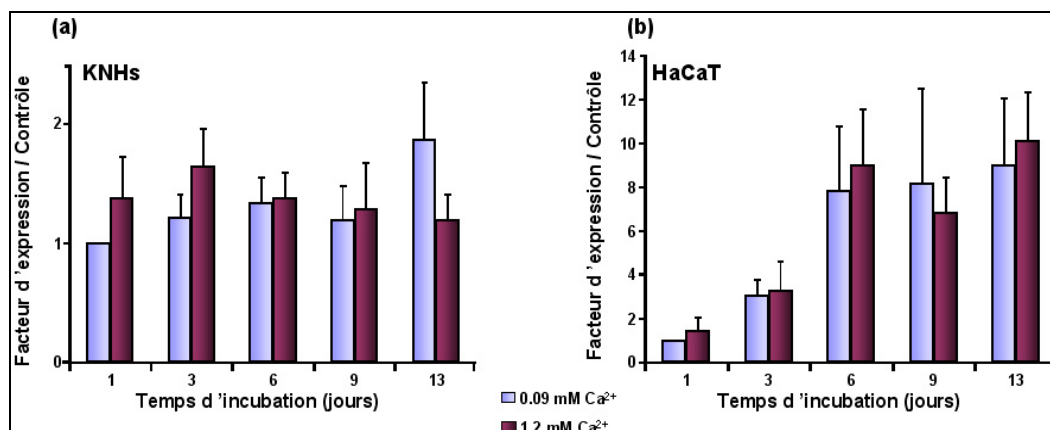 (a)
KNHs
Facteur d 'expression / Contrôle
2
1
0
1 3 6 9 13
Temps d 'incubation (jours)
(b)
HaCaT
Facteur d 'expression / Contrôle
14
12
10
8
6
4
2
0
1 3 6 9 13
Temps d 'incubation (jours)
0.09 mM Ca²⁺
1.2 mM Ca²⁺